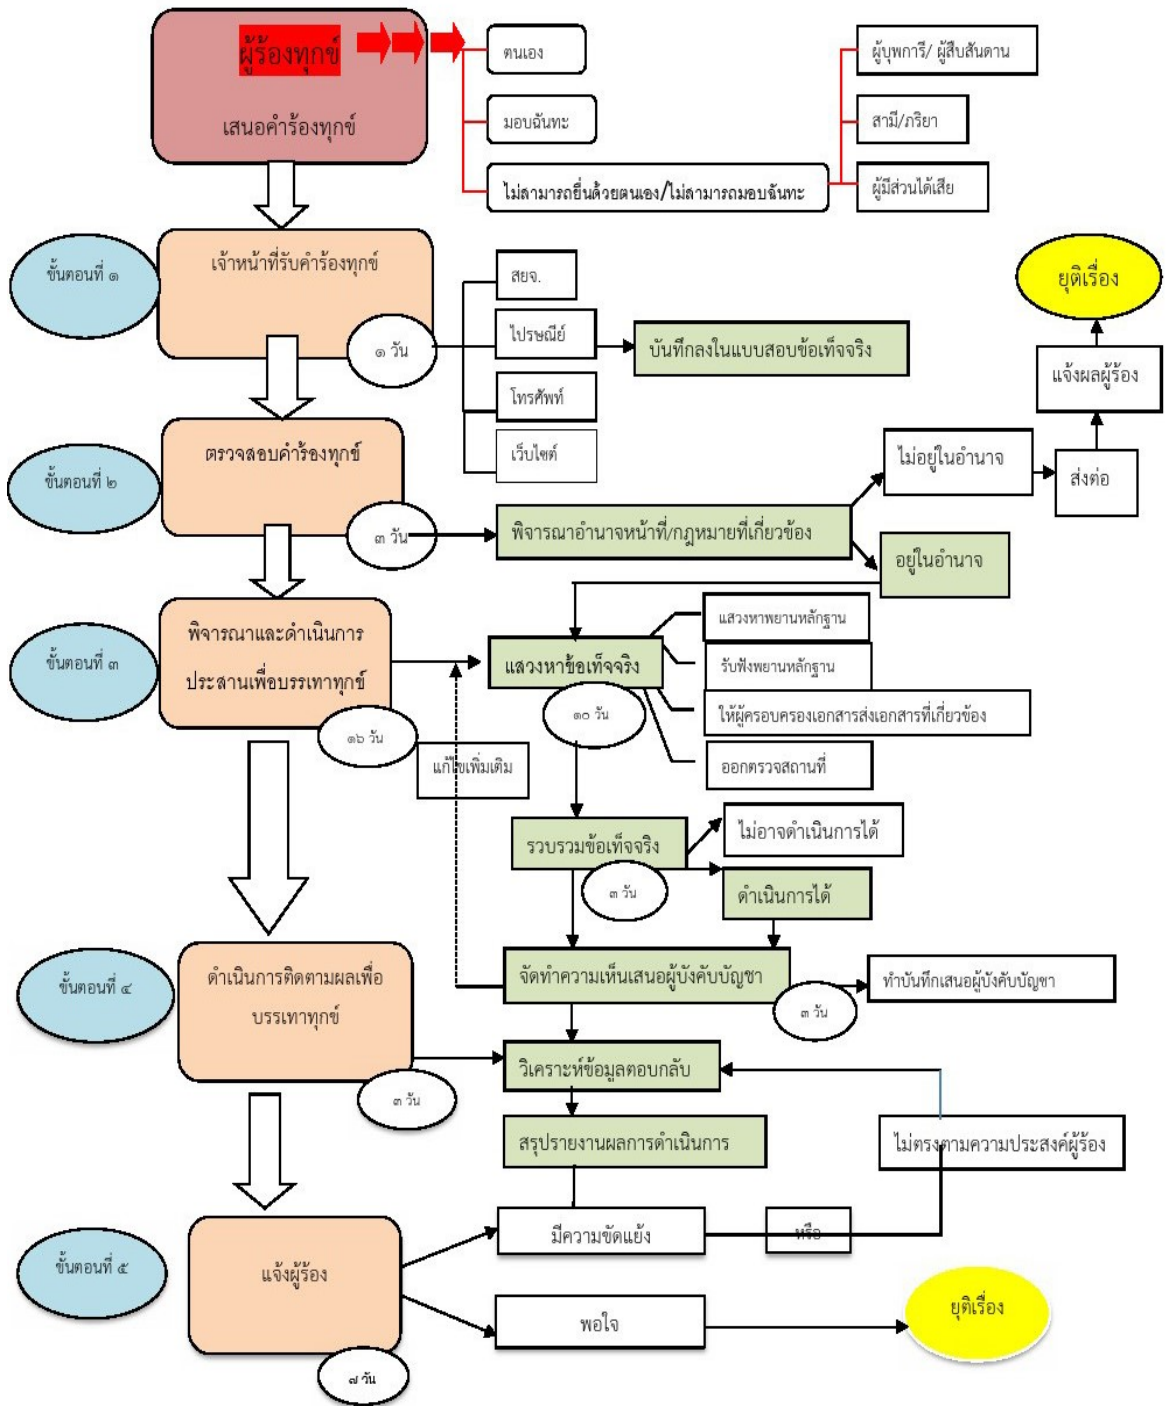 ผู้ร้องทุกข์
เสนอคำร้องทุกข์
ตนเอง
มอบฉันทะ
ไม่สามารถยื่นด้วยตนเอง/ไม่สามารถมอบฉันทะ
ผู้บุพการี/ ผู้สืบสันดาน
สามี/ภริยา
ผู้มีส่วนได้เสีย
ขั้นตอนที่ ๑
เจ้าหน้าที่รับคำร้องทุกข์
๑ วัน
สยจ.
ไปรษณีย์
โทรศัพท์
เว็บไซต์
บันทึกลงในแบบสอบข้อเท็จจริง
ยุติเรื่อง
แจ้งผลผู้ร้อง
ส่งต่อ
ขั้นตอนที่ ๒
ตรวจสอบคำร้องทุกข์
๓ วัน
พิจารณาอำนาจหน้าที่/กฎหมายที่เกี่ยวข้อง
ไม่อยู่ในอำนาจ
อยู่ในอำนาจ
ขั้นตอนที่ ๓
พิจารณาและดำเนินการ
ประสานเพื่อบรรเทาทุกข์
๑๖ วัน
แก้ไขเพิ่มเติม
แสวงหาข้อเท็จจริง
๑๐ วัน
แสวงหาพยานหลักฐาน
รับฟังพยานหลักฐาน
ให้ผู้ครอบครองเอกสารส่งเอกสารที่เกี่ยวข้อง
ออกตรวจสถานที่
รวบรวมข้อเท็จจริง
๓ วัน
ไม่อาจดำเนินการได้
ดำเนินการได้
จัดทำความเห็นเสนอผู้บังคับบัญชา
๓ วัน
ทำบันทึกเสนอผู้บังคับบัญชา
ขั้นตอนที่ ๔
ดำเนินการติดตามผลเพื่อ
บรรเทาทุกข์
๓ วัน
วิเคราะห์ข้อมูลตอบกลับ
สรุปรายงานผลการดำเนินการ
ไม่ตรงตามความประสงค์ผู้ร้อง
ขั้นตอนที่ ๕
แจ้งผู้ร้อง
๗ วัน
มีความขัดแย้ง
หรือ
พอใจ
ยุติเรื่อง